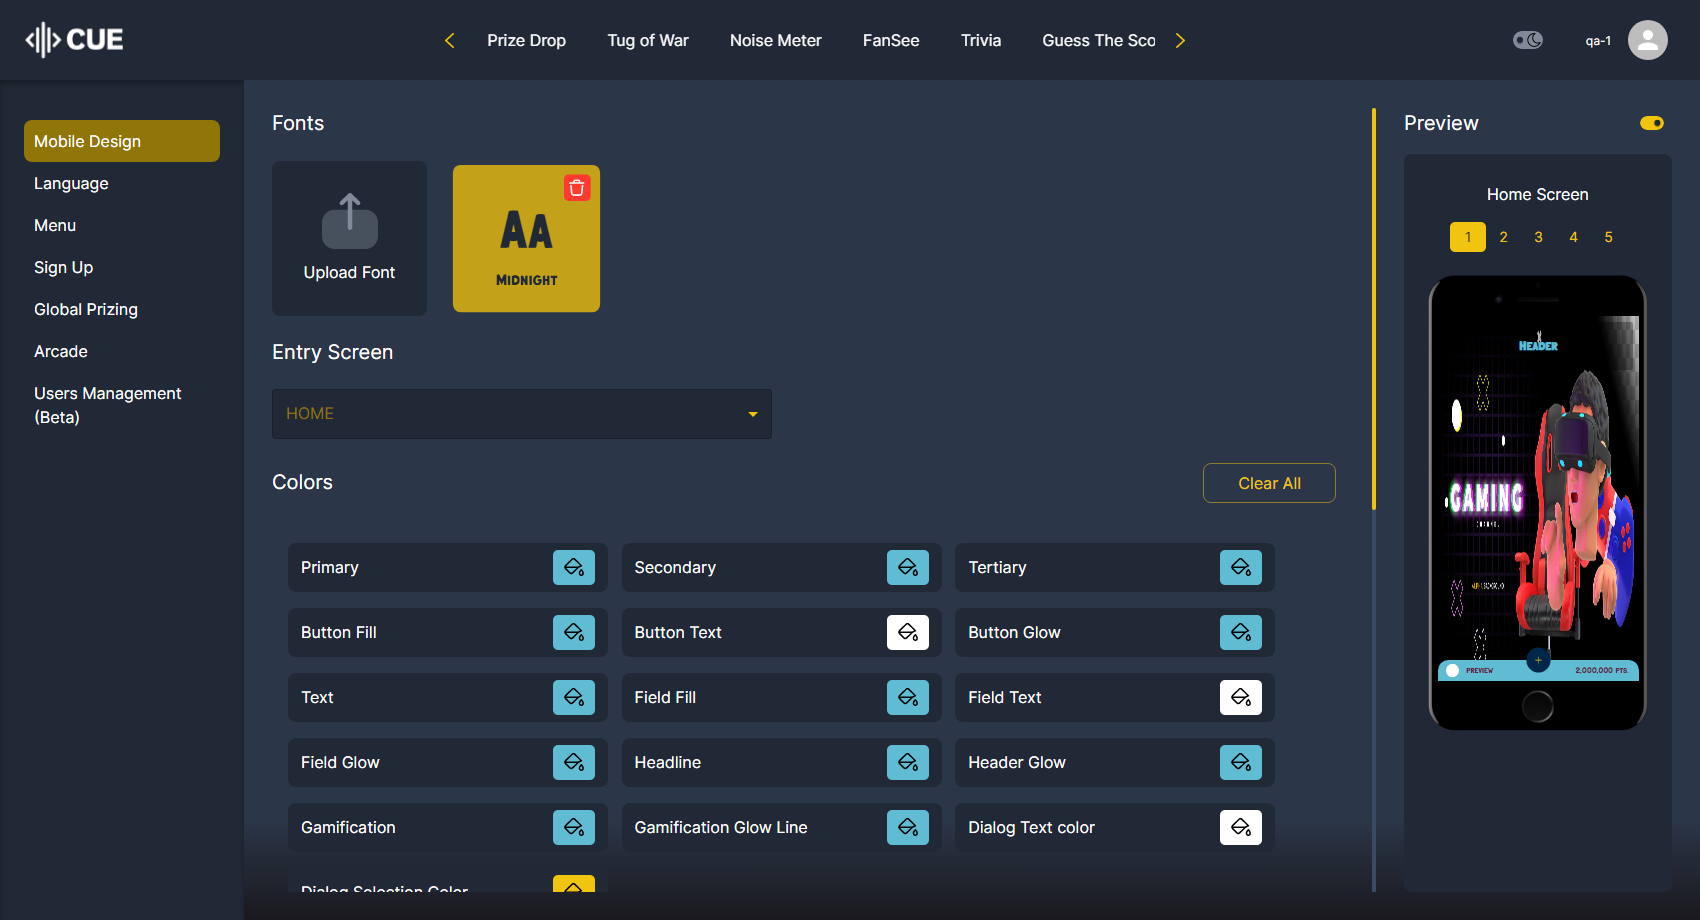 CUE
Prize Drop
Tug of War
Noise Meter
FanSee
Trivia
Guess The Sco
qa-1
Mobile Design
Language
Menu
Sign Up
Global Prizing
Arcade
Users Management
(Beta)
Fonts
Upload Font
AA
MIDNIGHT
Entry Screen
HOME
Colors
Clear All
Primary
Secondary
Tertiary
Button Fill
Button Text
Button Glow
Text
Field Fill
Field Text
Field Glow
Headline
Header Glow
Gamification
Gamification Glow Line
Dialog Text color
Dialog Selection Color
Preview
Home Screen
1 2 3 4 5
HEADER
GAMING
PREVIEW
2,000,000 PTS.